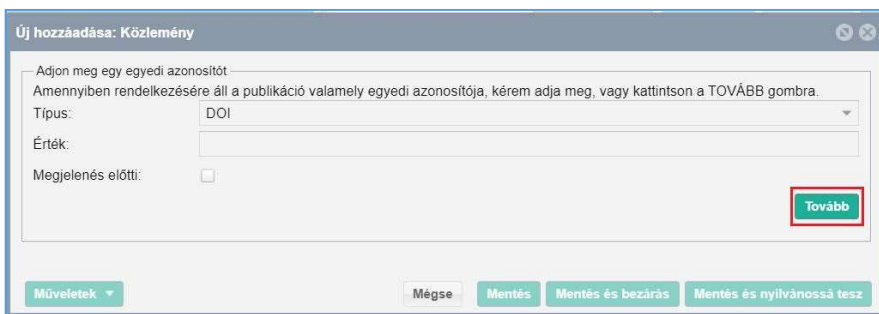 Új hozzáadása: Közlemény
Adjon meg egy egyedi azonosítót
Amennyiben rendelkezésére áll a publikáció valamely egyedi azonosítója, kérem adja meg, vagy kattintson a TOVÁBB gombra.
Típus: DOI
Érték:
Megjelenés előtti:
Tovább
Műveletek Mégse Mentés Mentés és bezárás Mentés és nyilvánossá tesz